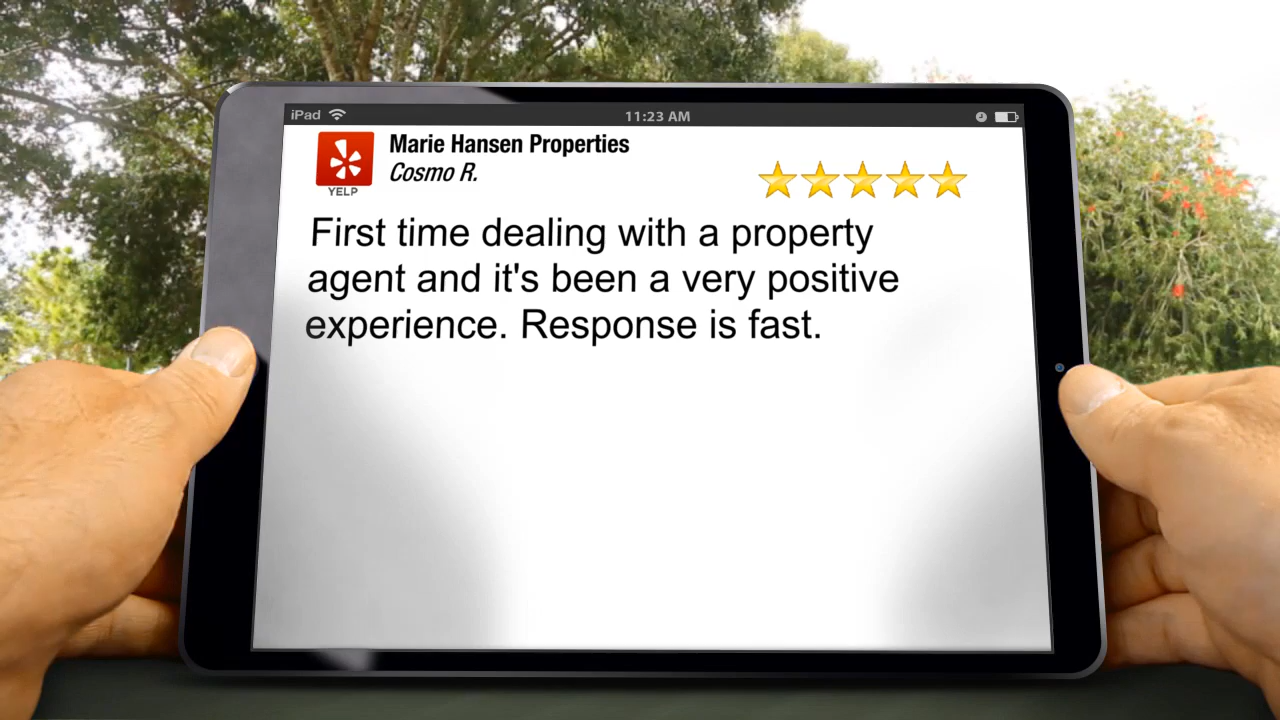 iPad 11:23 AM
Marie Hansen Properties
Cosmo R.
YELP
First time dealing with a property
agent and it's been a very positive
experience. Response is fast.